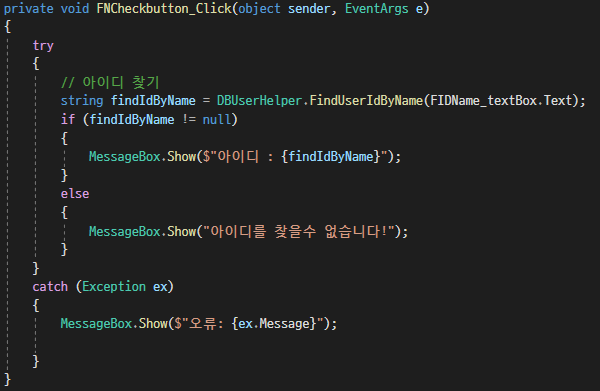 private void FNCheckbutton_Click(object sender, EventArgs e)
{
try
{
// 아이디 찾기
string findIdByName = DBUserHelper.FindUserIdByName(FIDName_textBox.Text);
if (findIdByName != null)
{
MessageBox.Show($"아이디 : {findIdByName}");
}
else
{
MessageBox.Show("아이디를 찾을수 없습니다!");
}
}
catch (Exception ex)
{
MessageBox.Show($"오류: {ex.Message}");
}
}